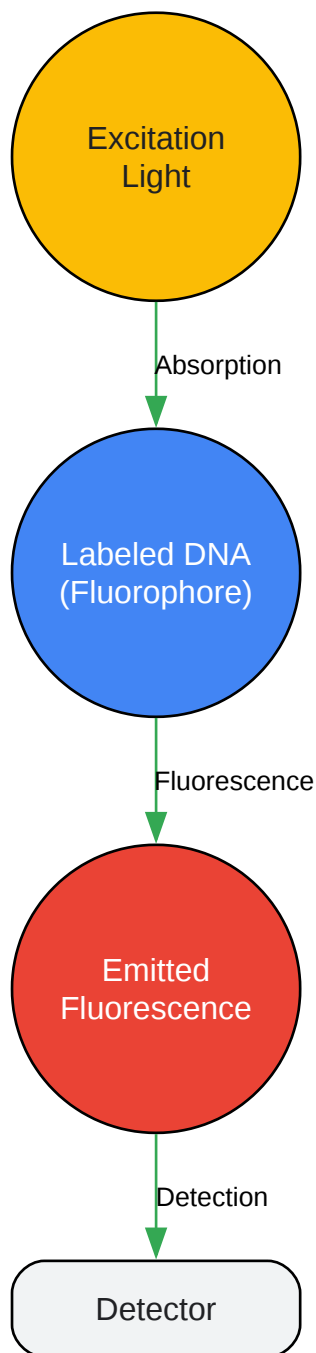 Excitation
Light
Absorption
Labeled DNA
(Fluorophore)
Fluorescence
Emitted
Fluorescence
Detection
Detector